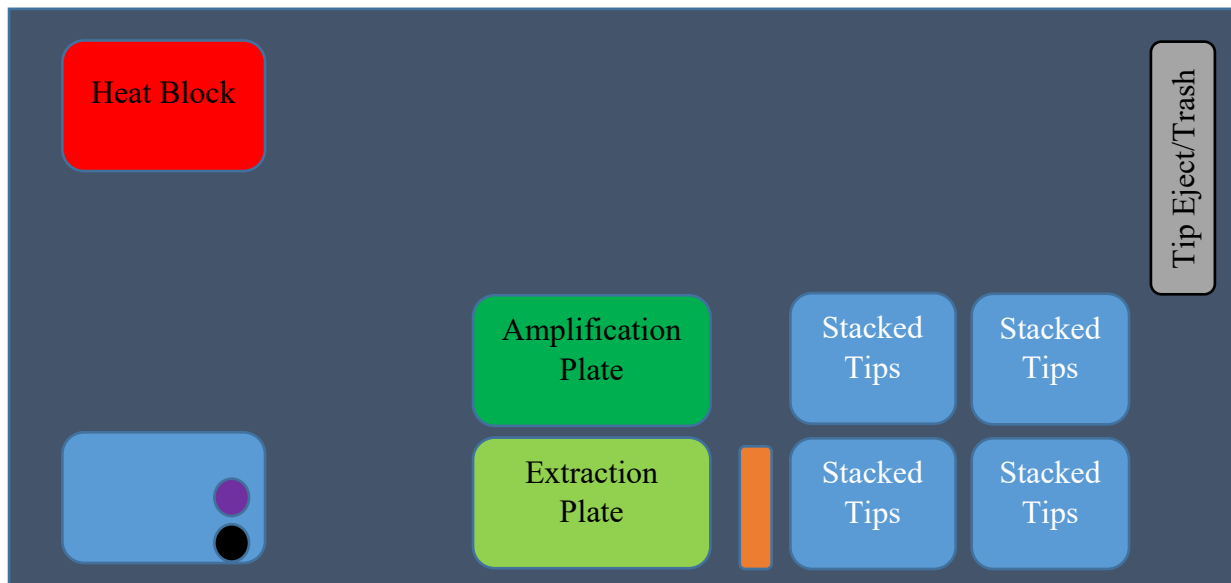 Heat Block
Tip Eject/Trash
Amplification
Plate
Stacked
Tips
Stacked
Tips
Extraction
Plate
Stacked
Tips
Stacked
Tips